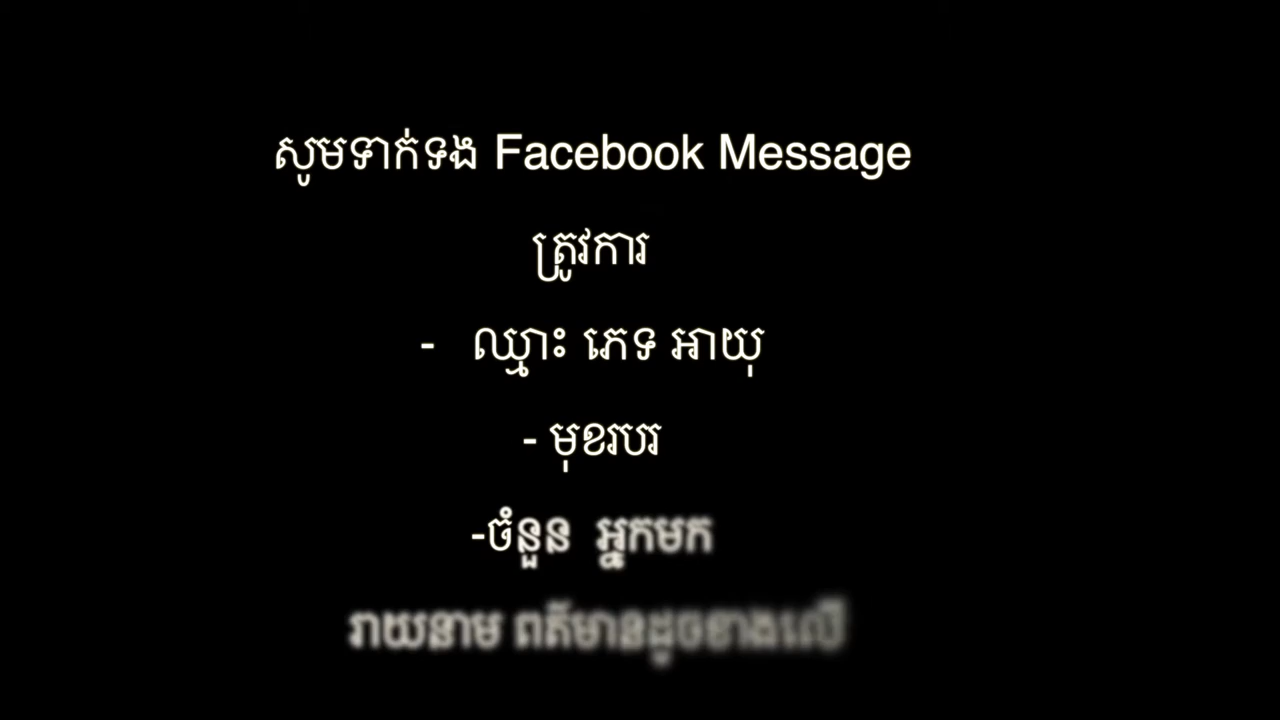 សូមទាក់ទង Facebook Message
ត្រូវការ
- ឈ្មោះ ភេទ អាយុ
- មុខរបរ
-ចំនួន អ្នកមក
រាយនាម ពត៌មានដូចខាងលើ